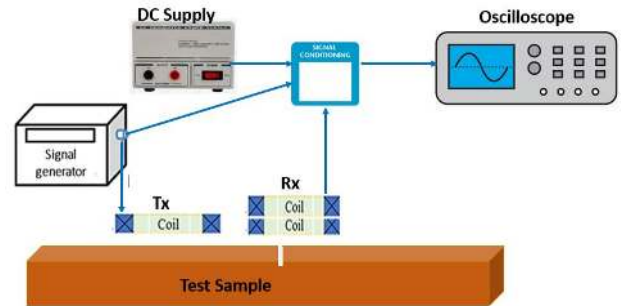 DC Supply
Oscilloscope
SIGNAL
CONDITIONING
Signal
generator
Tx
Coil
Rx
Coil
Coil
Test Sample